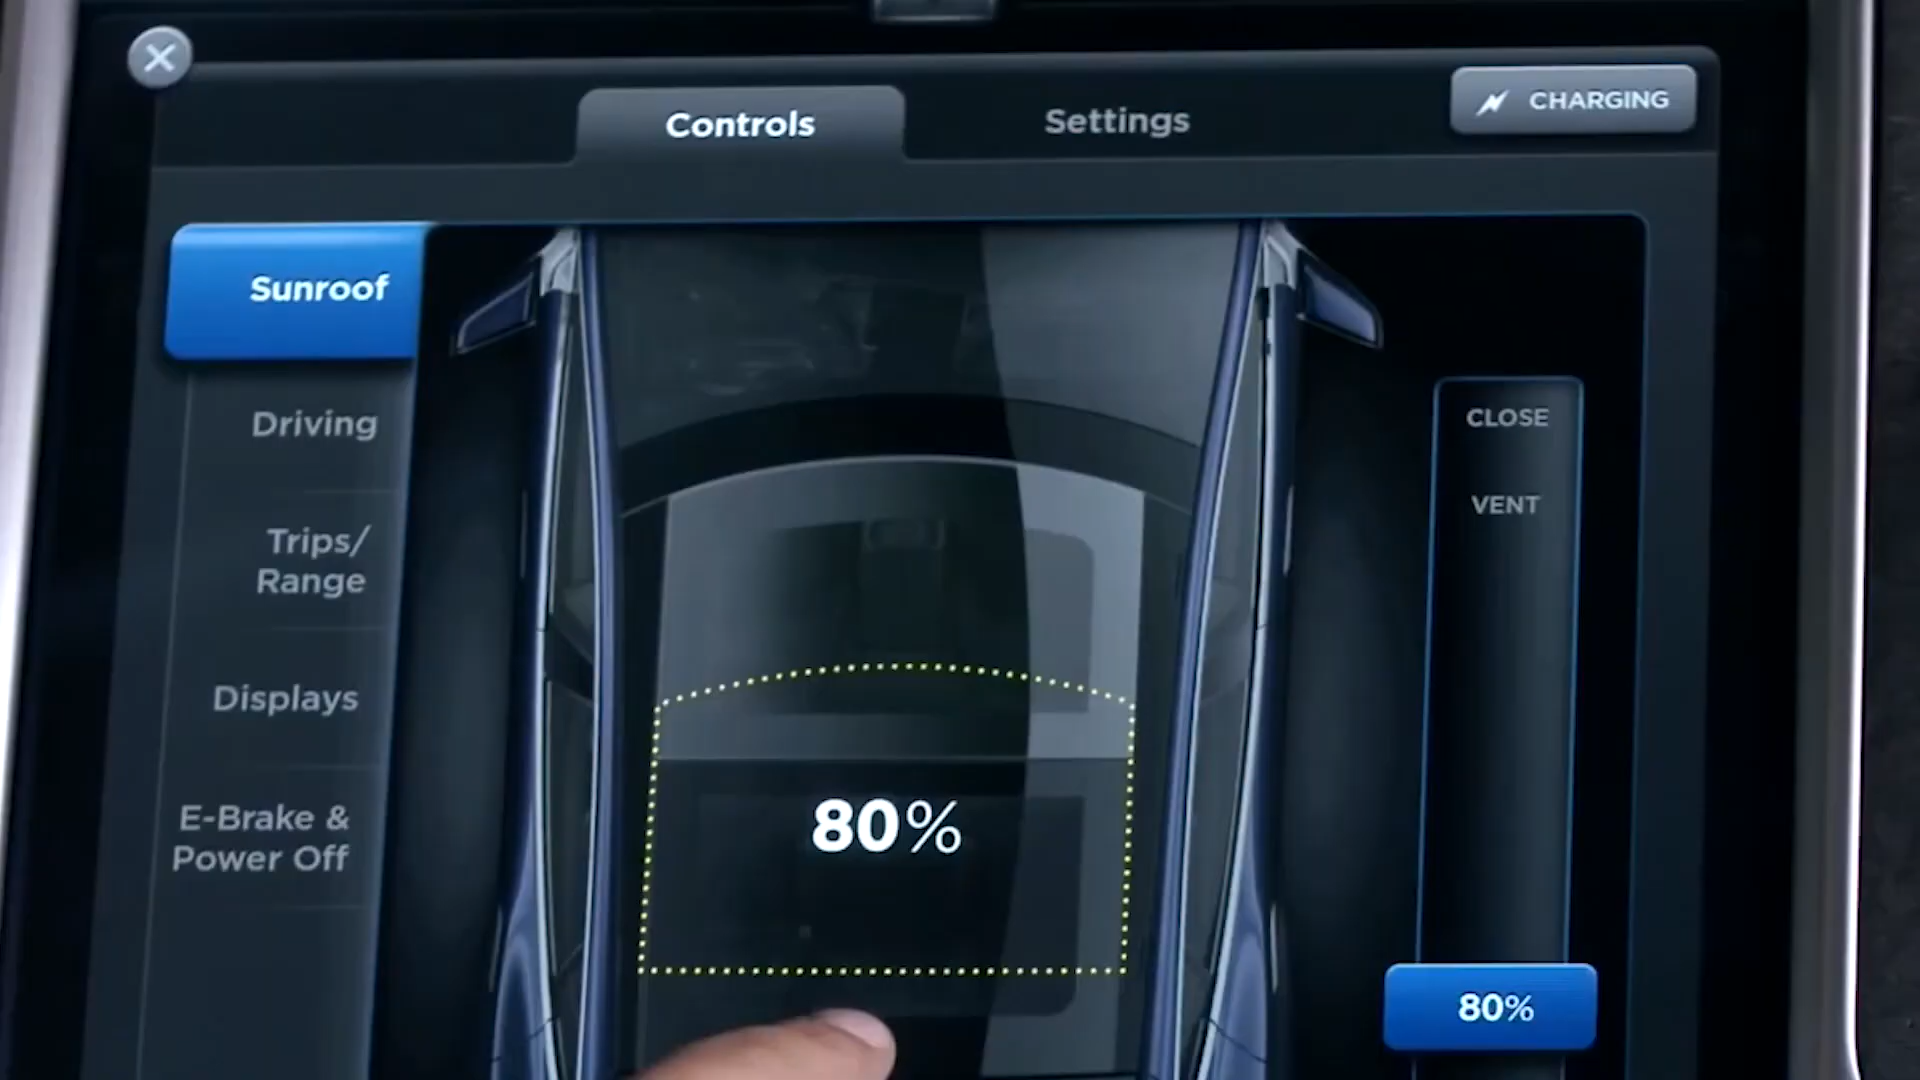 Controls
Settings
CHARGING
Sunroof
Driving
Trips/
Range
Displays
E-Brake &
Power Off
CLOSE
VENT
80%
80%